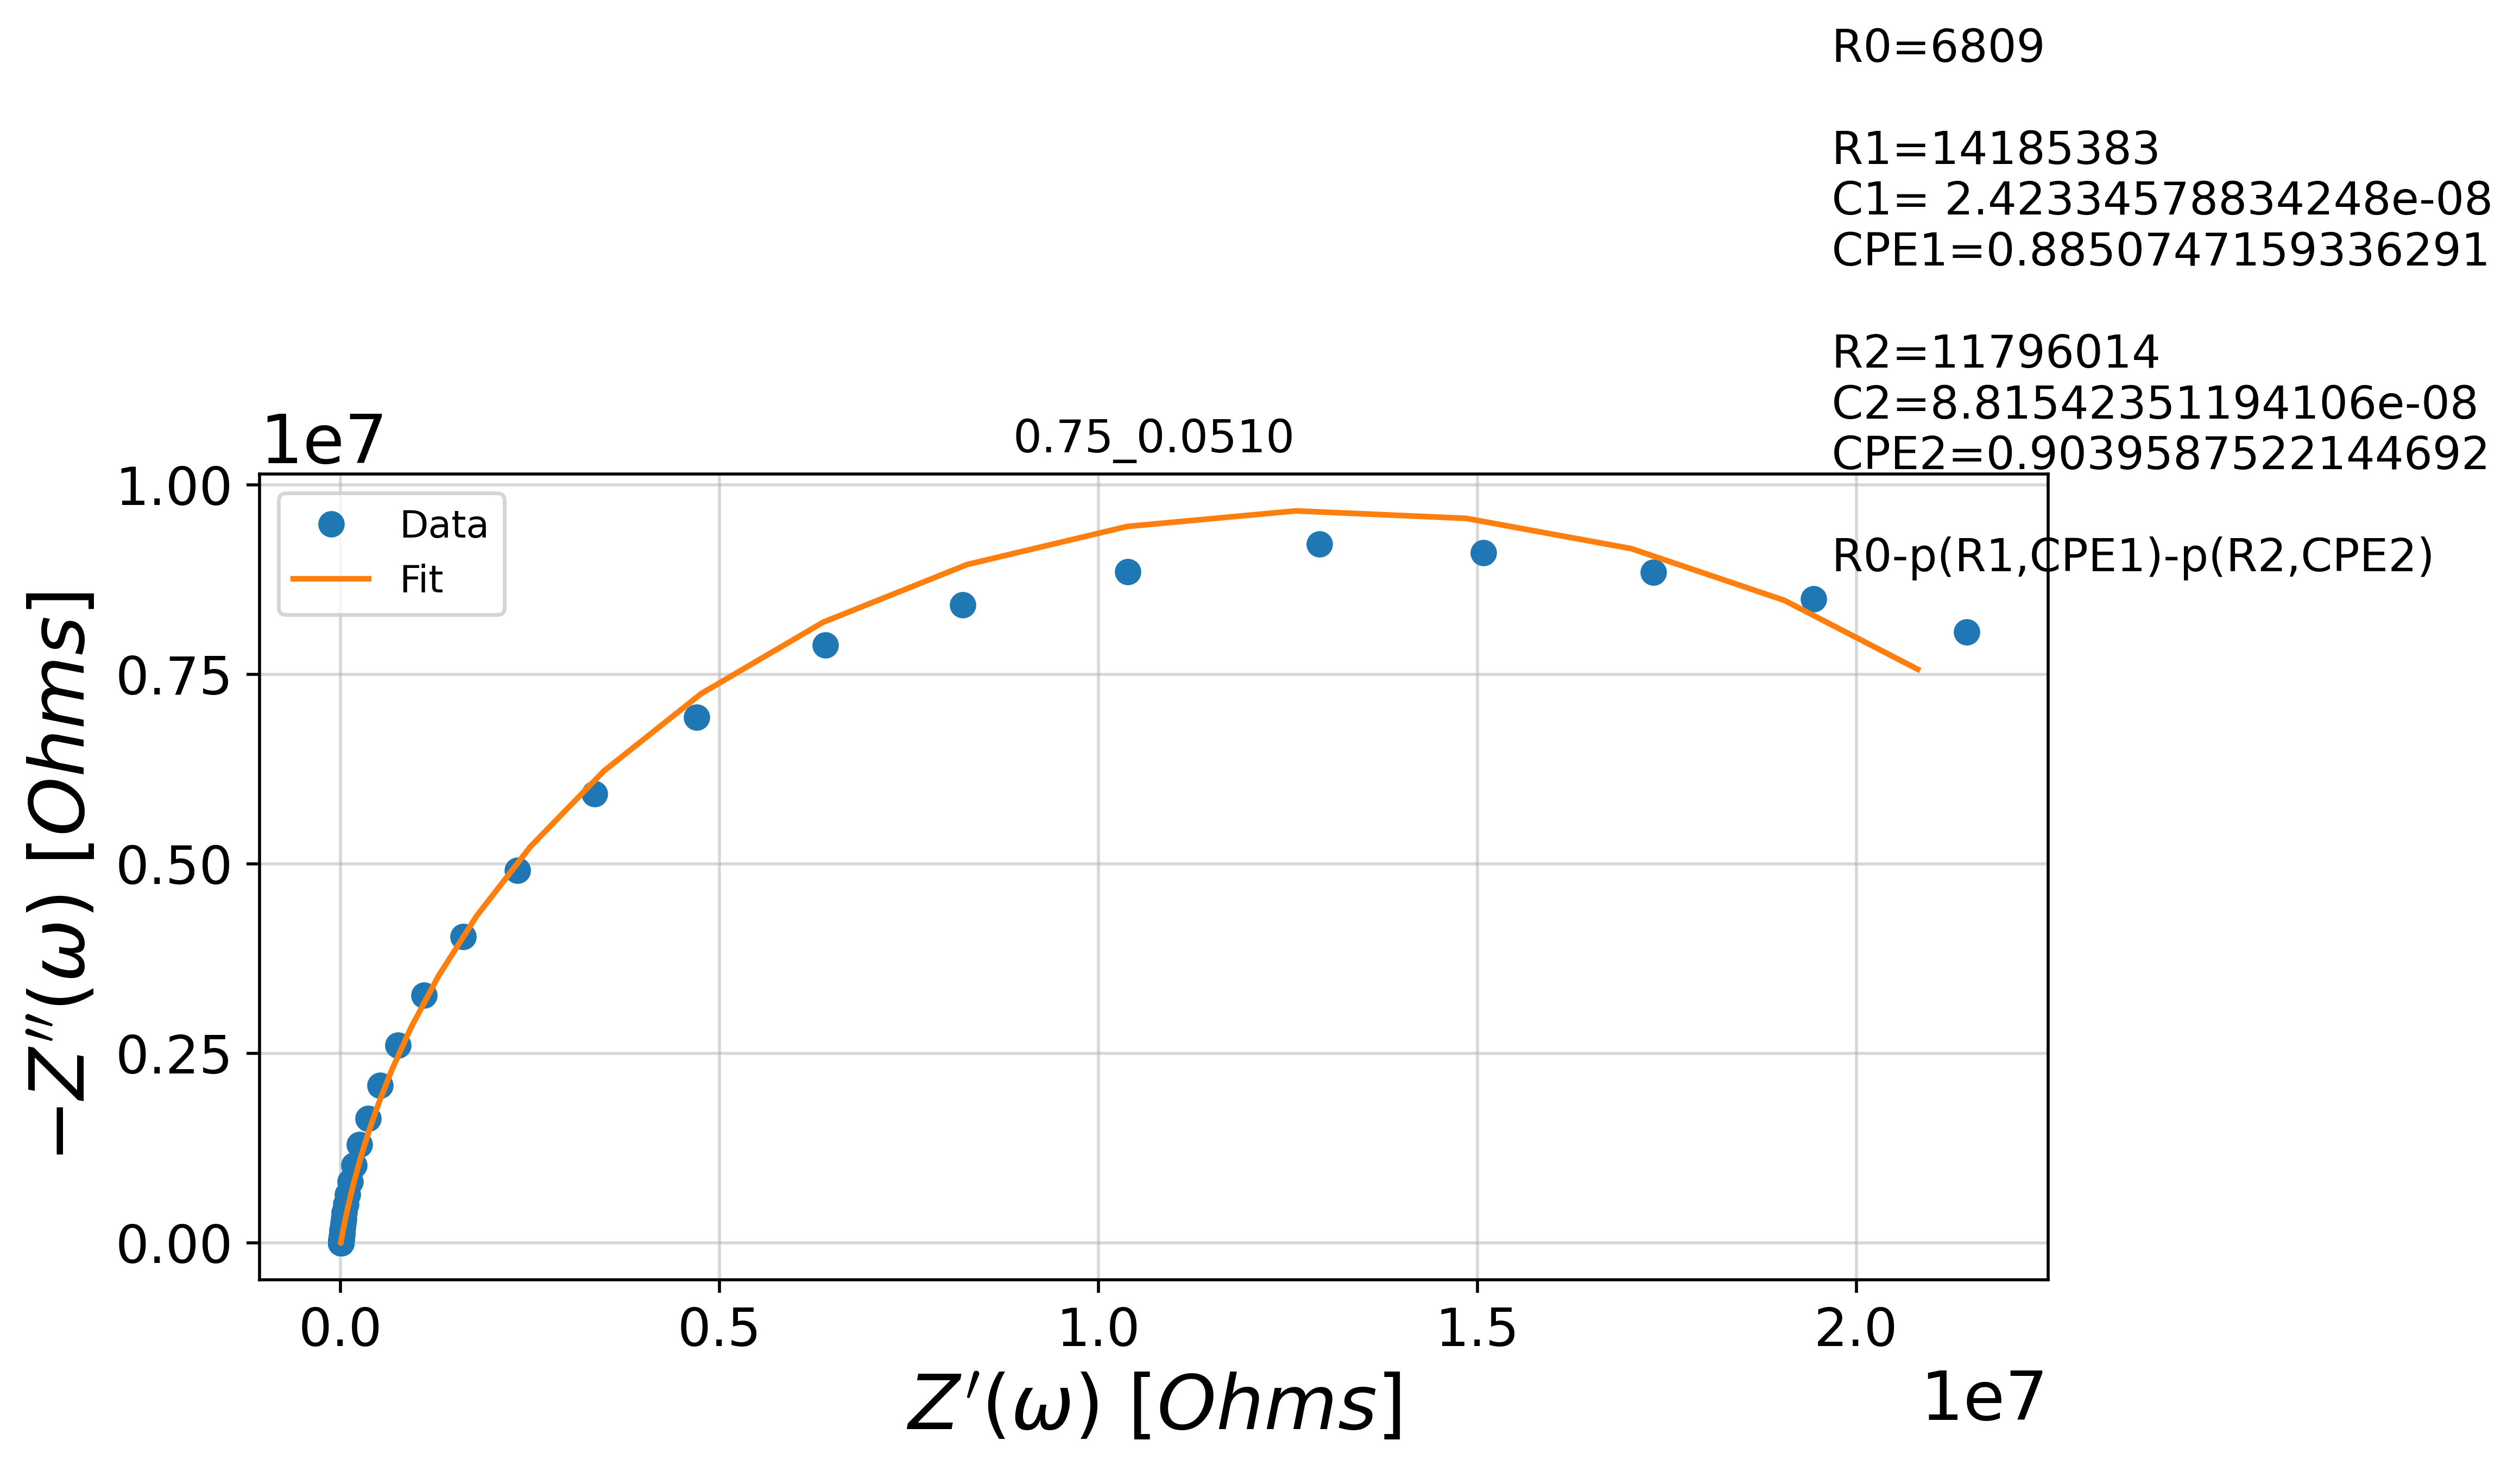 R0=6809
R1=14185383
C1= 2.423345788834248e-08
CPE1=0.8850747159336291
R2=11796014
C2=8.81542351194106e-08
CPE2=0.9039587522144692
R0-p(R1,CPE1)-p(R2,CPE2)
1e7
0.75_0.0510
Data
Fit
1.00
0.75
0.50
0.25
0.00
−Z′′(ω) [Ohms]
0.0 0.5 1.0 1.5 2.0
1e7
Z′(ω) [Ohms]